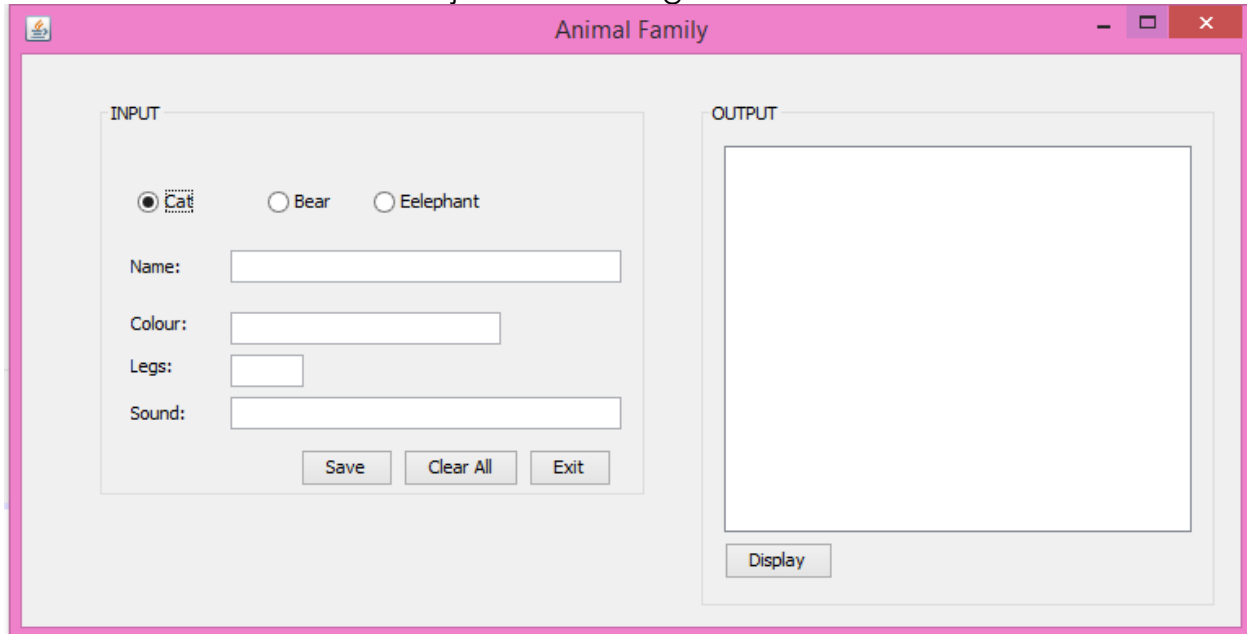 Animal Family
INPUT
OUTPUT
Cat Bear Eelephant
Name:
Colour:
Legs:
Sound:
Save Clear All Exit
Display